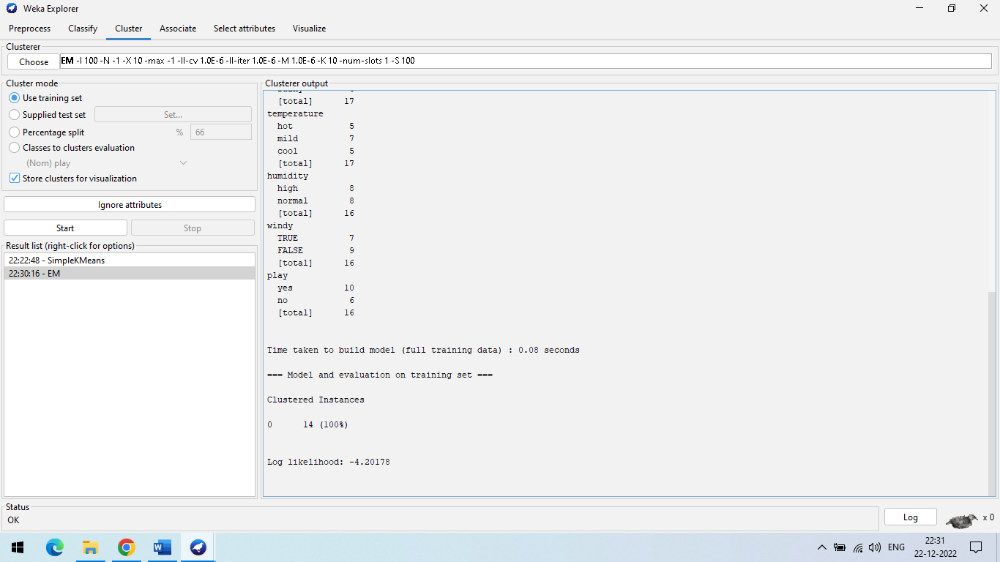 Weka Explorer
Preprocess Classify Cluster Associate Select attributes Visualize
Clusterer
Choose EM -I 100 -N -1 -X 10 -max -1 -ll-cv 1.0E-6 -ll-iter 1.0E-6 -M 1.0E-6 -K 10 -num-slots 1 -S 100
Cluster mode
Use training set
Supplied test set Set...
Percentage split % 66
Classes to clusters evaluation
(Nom) play
Store clusters for visualization
Ignore attributes
Start Stop
Result list (right-click for options)
22:22:48 - SimpleKMeans
22:30:16 - EM
Clusterer output
[total] 17
temperature
hot 5
mild 7
cool 5
[total] 17
humidity
high 8
normal 8
[total] 16
windy
TRUE 7
FALSE 9
[total] 16
play
yes 10
no 6
[total] 16
Time taken to build model (full training data) : 0.08 seconds
=== Model and evaluation on training set ===
Clustered Instances
0 14 (100%)
Log likelihood: -4.20178
Status
OK
Log x 0
ENG 22:31
22-12-2022